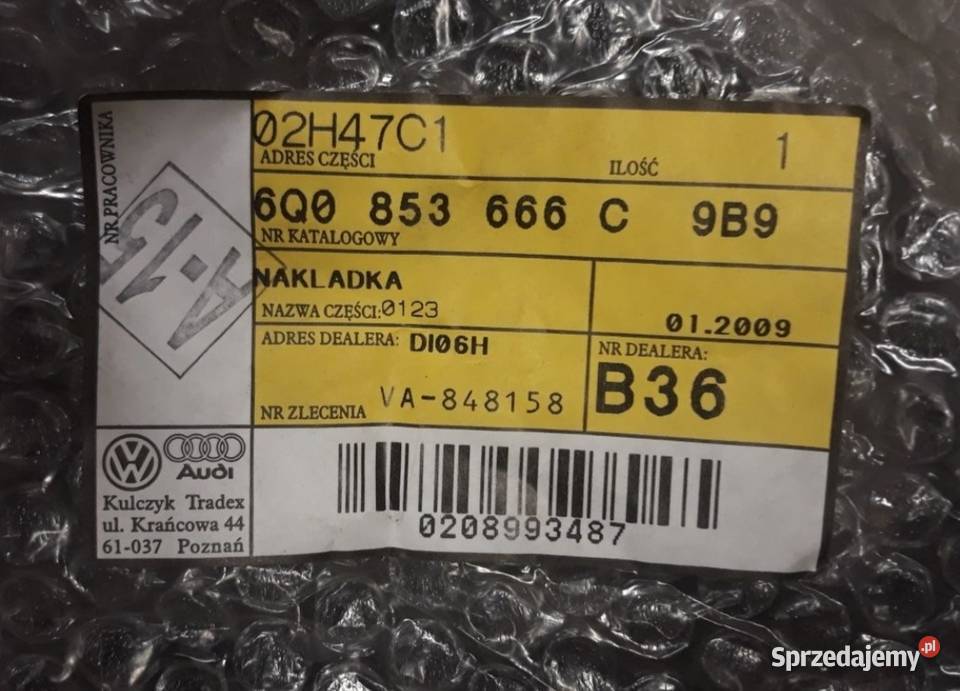 NR PRACOWNIKA
A-13
02H47C1
ADRES CZĘŚCI
ILOŚĆ
1
6Q0 853 666 C 9B9
NR KATALOGOWY
NAKLADKA
NAZWA CZĘŚCI:0123
01.2009
ADRES DEALERA: DI06H
NR DEALERA:
B36
NR ZLECENIA VA-848158
Audi
Kulczyk Tradex
ul. Krańcowa 44
61-037 Poznań
0208993487
Sprzedajemy.pl